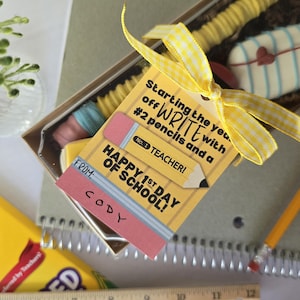 Starting the year
off WRITE with
#2 pencils and a
NO. 1 TEACHER!
HAPPY 1ST DAY
OF SCHOOL!
FROM:
CODY